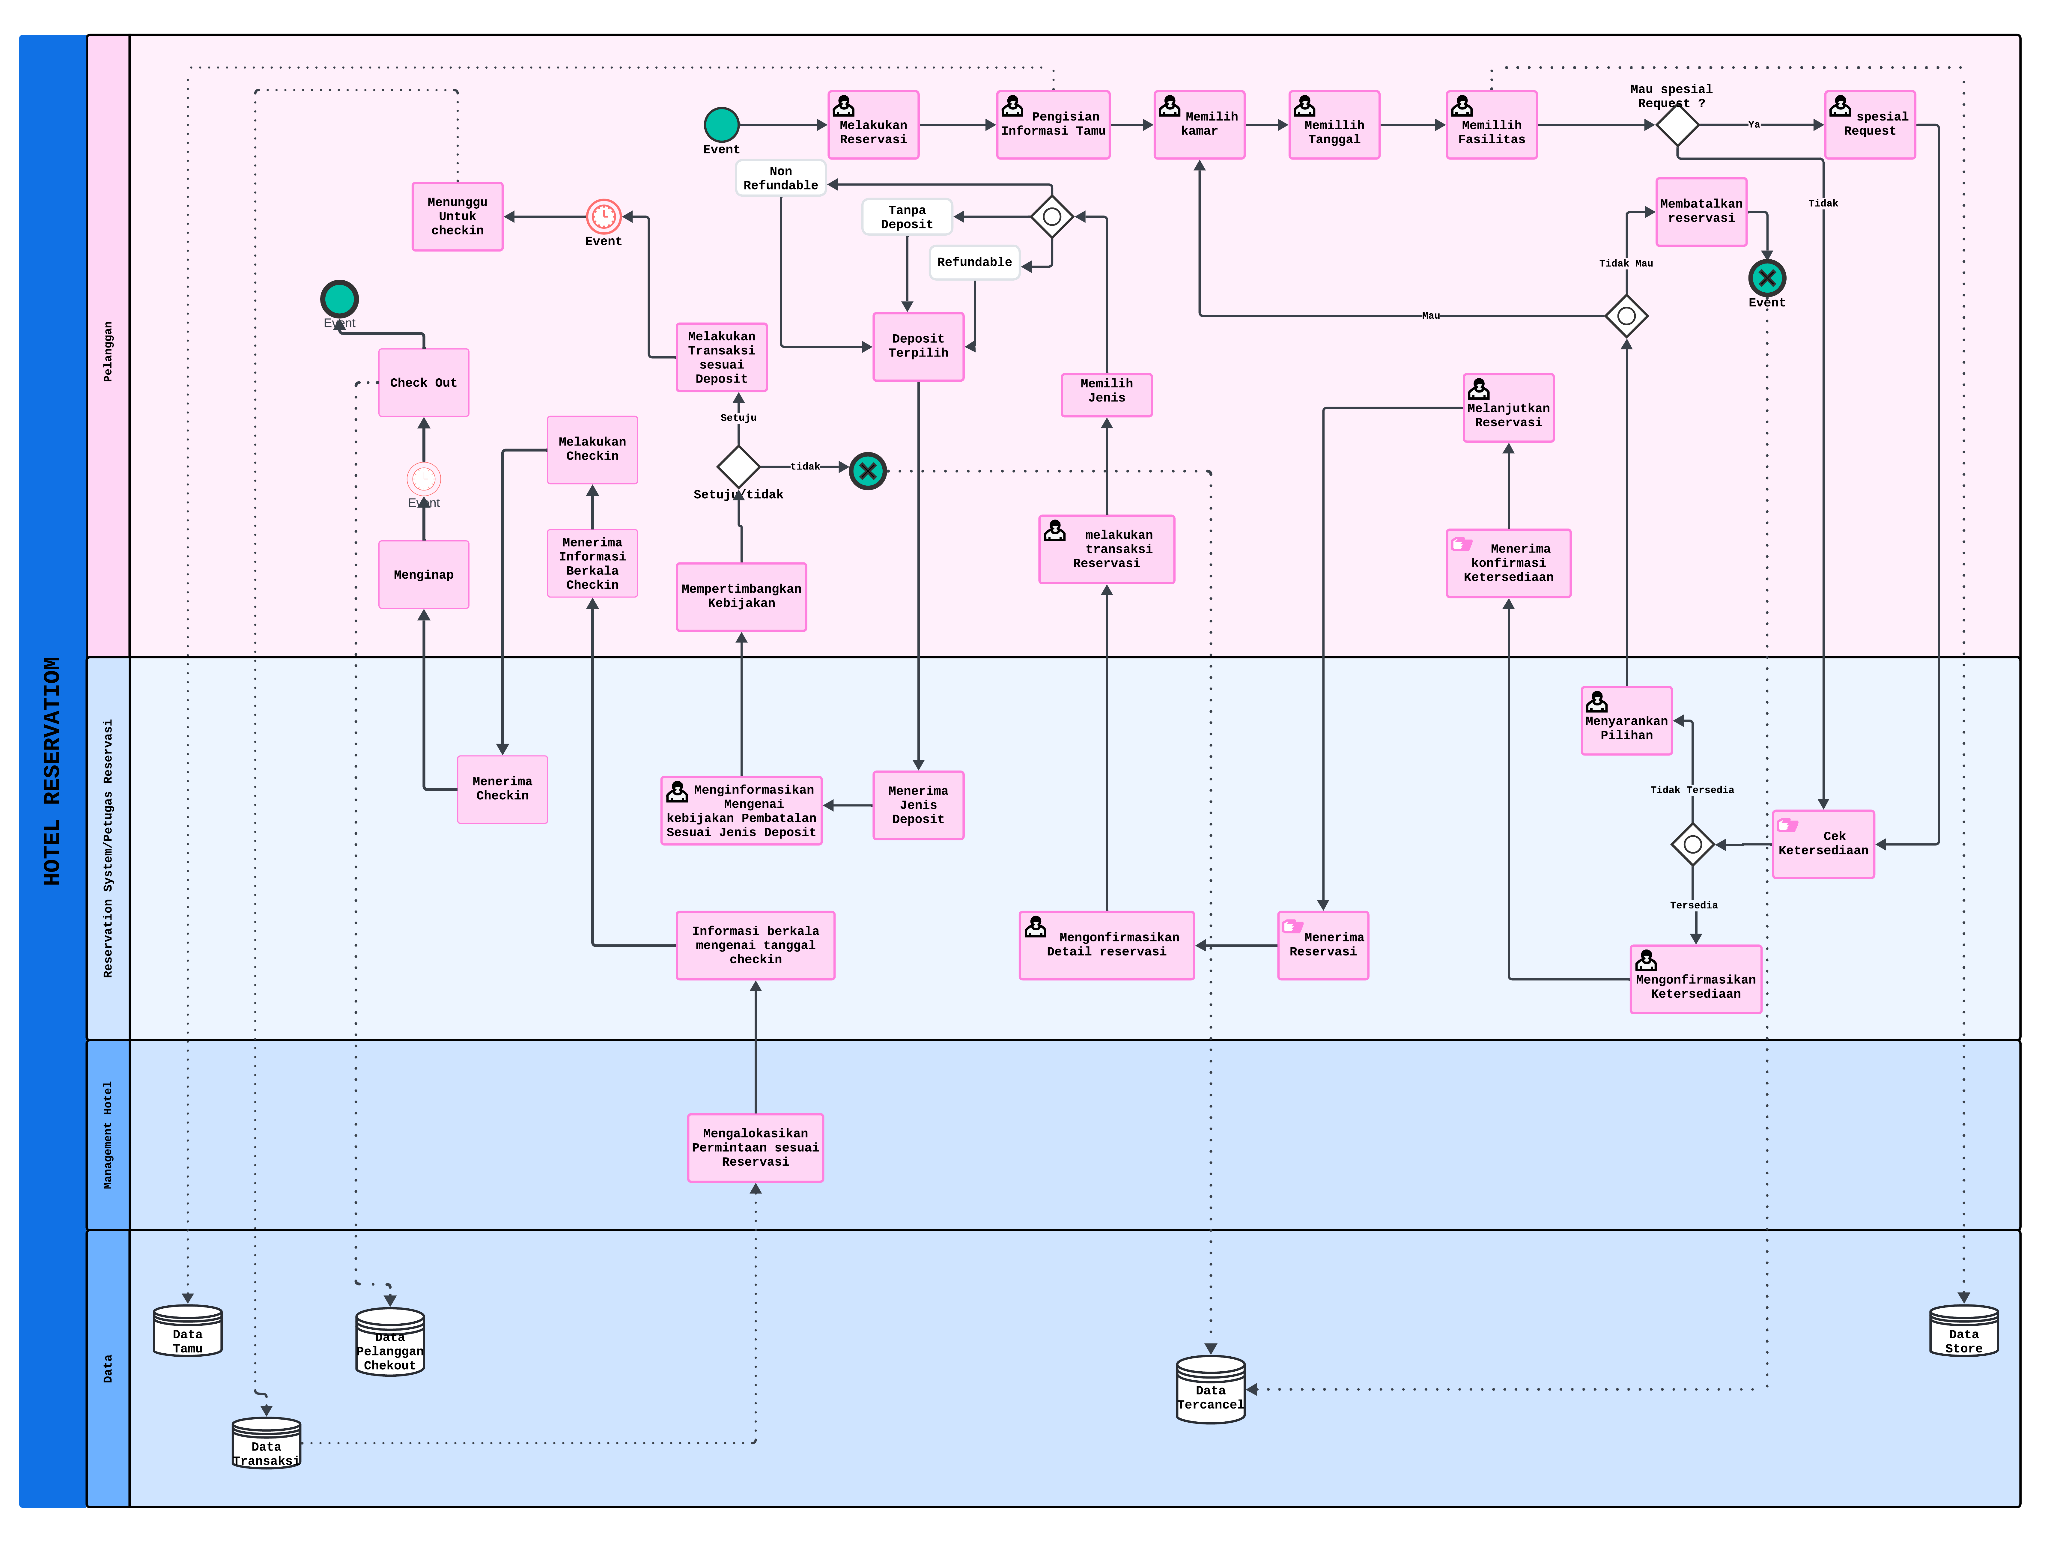 HOTEL RESERVATIOM
Pelanggan
Event
Melakukan
Reservasi
Pengisian
Informasi Tamu
Memilih
kamar
Memillih
Tanggal
Memillih
Fasilitas
Mau spesial
Request ?
Ya
spesial
Request
Tidak
Non
Refundable
Tanpa
Deposit
Refundable
Menunggu
Untuk
checkin
Event
Membatalkan
reservasi
Tidak Mau
Event
Mau
Event
Check Out
Melakukan
Transaksi
sesuai
Deposit
Deposit
Terpilih
Memilih
Jenis
Melanjutkan
Reservasi
Setuju
tidak
Setuju/tidak
Melakukan
Checkin
Event
Menginap
Menerima
Informasi
Berkala
Checkin
Mempertimbangkan
Kebijakan
melakukan
transaksi
Reservasi
Menerima
konfirmasi
Ketersediaan
Reservation System/Petugas Reservasi
Menyarankan
Pilihan
Tidak Tersedia
Cek
Ketersediaan
Tersedia
Menerima
Checkin
Menginformasikan
Mengenai
kebijakan Pembatalan
Sesuai Jenis Deposit
Menerima
Jenis
Deposit
Informasi berkala
mengenai tanggal
checkin
Mengonfirmasikan
Detail reservasi
Menerima
Reservasi
Mengonfirmasikan
Ketersediaan
Management Hotel
Mengalokasikan
Permintaan sesuai
Reservasi
Data
Data
Tamu
Data
Pelanggan
Chekout
Data
Transaksi
Data
Tercancel
Data
Store